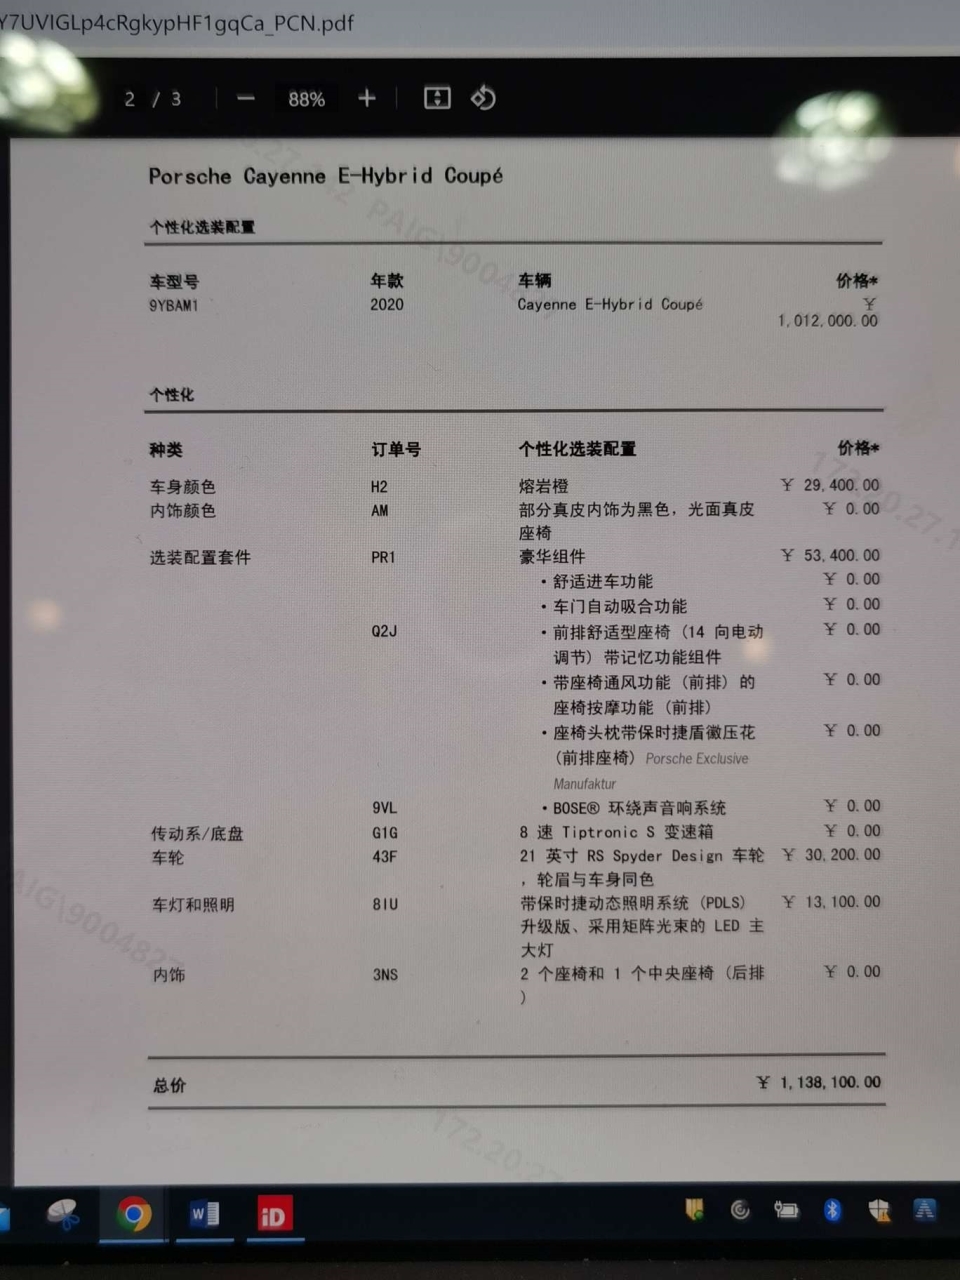 Y7UVIGLp4cRgkypHF1gqCa_PCN.pdf
2 / 3 88%
Porsche Cayenne E-Hybrid Coupé
个性化选装配置
车型号 年款 车辆 价格*
9YBAM1 2020 Cayenne E-Hybrid Coupé ￥
1,012,000.00
个性化
种类 订单号 个性化选装配置 价格*
车身颜色 H2 熔岩橙 ￥ 29,400.00
内饰颜色 AM 部分真皮内饰为黑色，光面真皮 ￥ 0.00
座椅
选装配置套件 PR1 豪华组件 ￥ 53,400.00
• 舒适进车功能 ￥ 0.00
• 车门自动吸合功能 ￥ 0.00
Q2J • 前排舒适型座椅（14 向电动 ￥ 0.00
调节）带记忆功能组件
• 带座椅通风功能（前排）的 ￥ 0.00
座椅按摩功能（前排）
• 座椅头枕带保时捷盾徽压花 ￥ 0.00
（前排座椅）Porsche Exclusive
Manufaktur
9VL • BOSE® 环绕声音响系统 ￥ 0.00
传动系/底盘 G1G 8 速 Tiptronic S 变速箱 ￥ 0.00
车轮 43F 21 英寸 RS Spyder Design 车轮 ￥ 30,200.00
，轮眉与车身同色
车灯和照明 8IU 带保时捷动态照明系统（PDLS） ￥ 13,100.00
升级版、采用矩阵光束的 LED 主
大灯
内饰 3NS 2 个座椅和 1 个中央座椅（后排 ￥ 0.00
）
总价 ￥ 1,138,100.00
iD